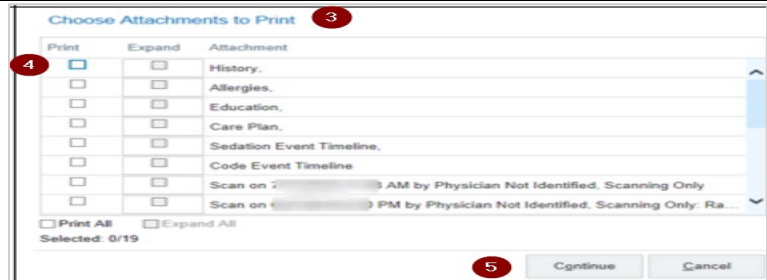 Choose Attachments to Print 3
Print Expand Attachment
4 History,
Allergies,
Education,
Care Plan,
Sedation Event Timeline,
Code Event Timeline
Scan on AM by Physician Not Identified, Scanning Only
Scan on PM by Physician Not Identified, Scanning Only: Ra...
Print All Expand All
Selected: 0/19
5 Continue Cancel